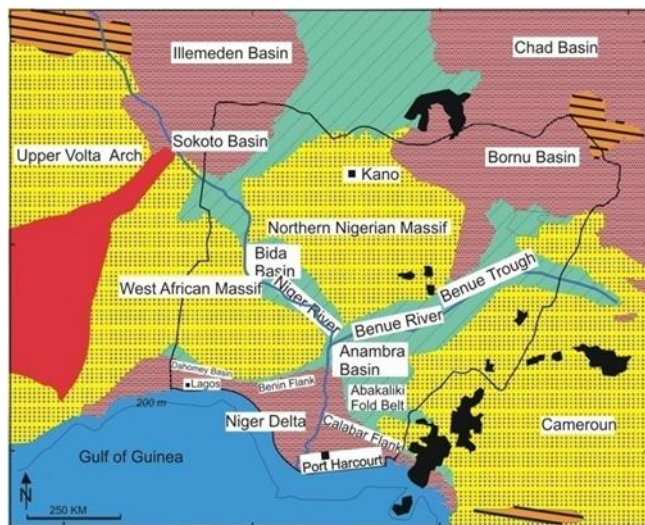 Illemeden Basin
Chad Basin
Upper Volta Arch
Sokoto Basin
Kano
Bornu Basin
Northern Nigerian Massif
Bida
Basin
West African Massif
Niger River
Benue River
Benue Trough
Anambra
Basin
Dahomey Basin
Lagos
Benin Flank
Abakaliki
Fold Belt
200 m
Niger Delta
Calabar Flank
Cameroun
Gulf of Guinea
Port Harcourt
N
250 KM